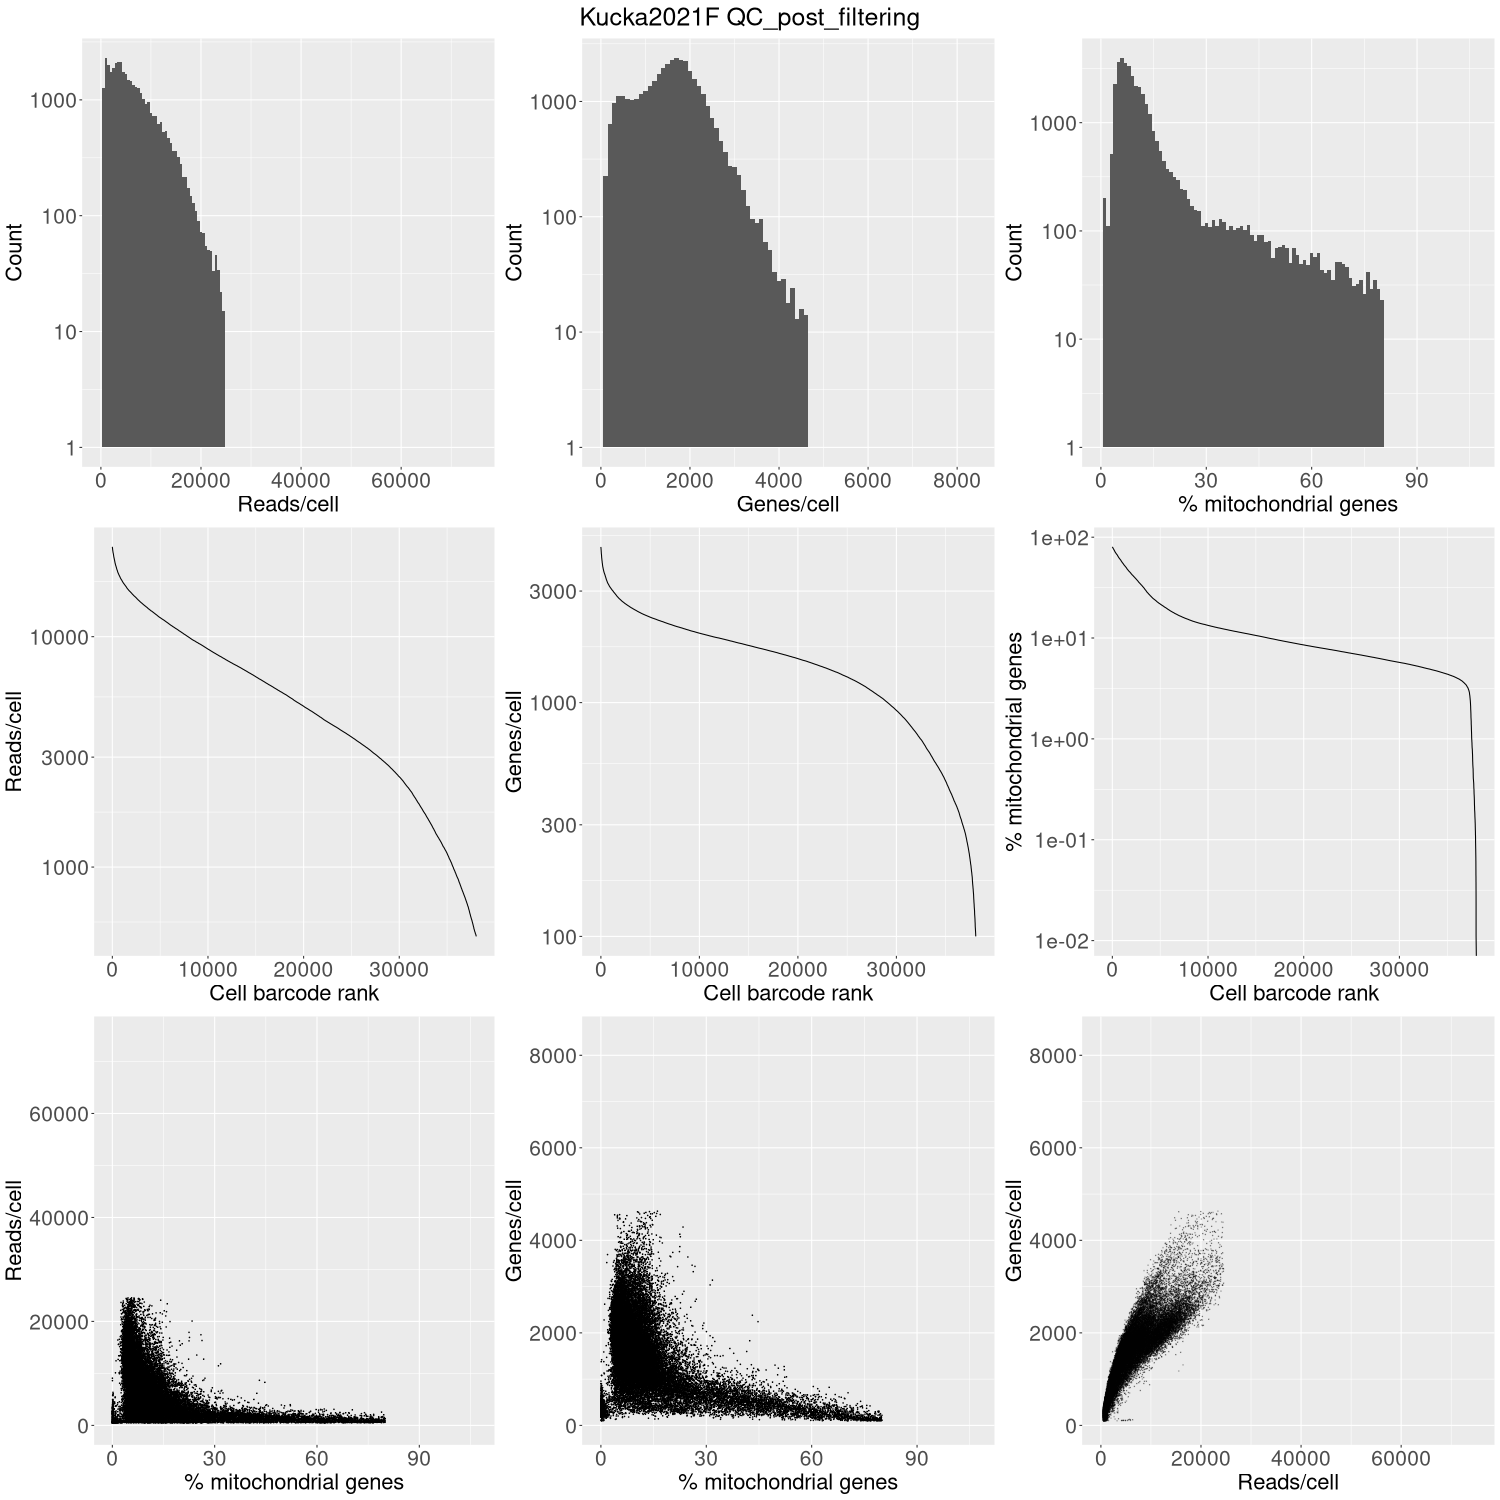 Kucka2021F QC_post_filtering
Count
1000
100
10
1
0 20000 40000 60000
Reads/cell
Count
1000
100
10
1
0 2000 4000 6000 8000
Genes/cell
Count
1000
100
10
1
0 30 60 90
% mitochondrial genes
Reads/cell
10000
3000
1000
0 10000 20000 30000
Cell barcode rank
Genes/cell
3000
1000
300
100
0 10000 20000 30000
Cell barcode rank
% mitochondrial genes
1e+02
1e+01
1e+00
1e-01
1e-02
0 10000 20000 30000
Cell barcode rank
Reads/cell
60000
40000
20000
0
0 30 60 90
% mitochondrial genes
Genes/cell
8000
6000
4000
2000
0
0 30 60 90
% mitochondrial genes
Genes/cell
8000
6000
4000
2000
0
0 20000 40000 60000
Reads/cell